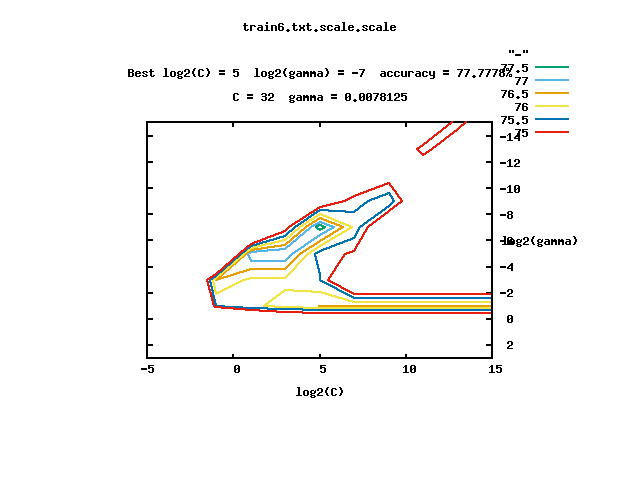 train6.txt.scale.scale
"-"
Best log2(C) = 5 log2(gamma) = -7 accuracy = 77.7778%
77.5
77
C = 32 gamma = 0.0078125
76.5
76
75.5
75
-14
-12
-10
-8
-6
log2(gamma)
-4
-2
0
2
-5 0 5 10 15
log2(C)